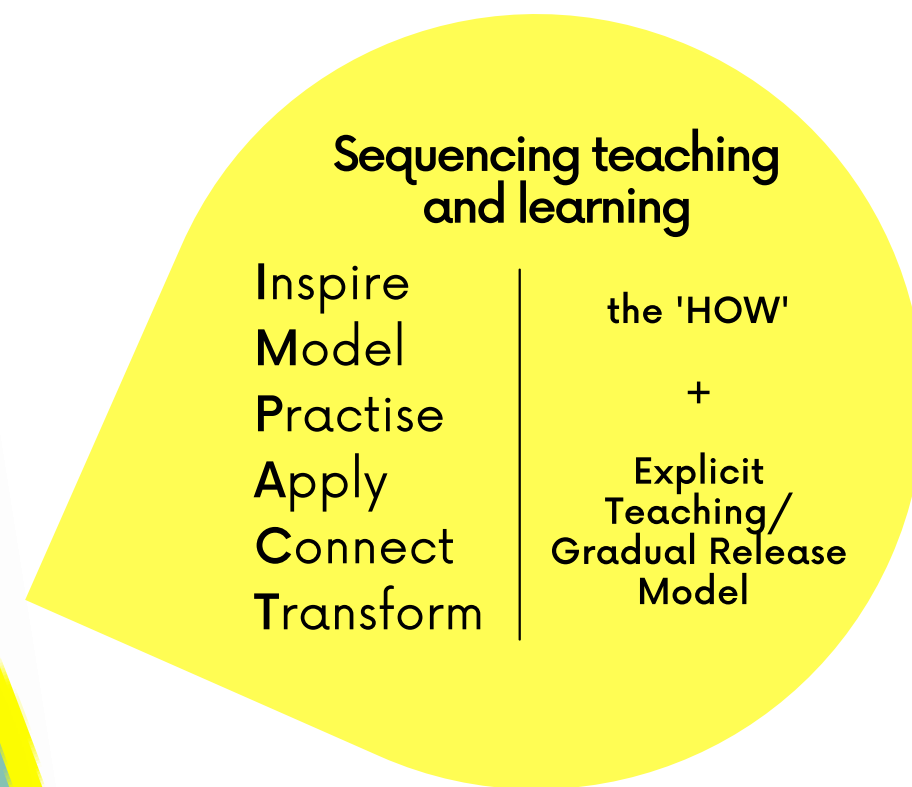 Sequencing teaching
and learning
Inspire
Model
Practise
Apply
Connect
Transform
the 'HOW'
+
Explicit
Teaching/
Gradual Release
Model